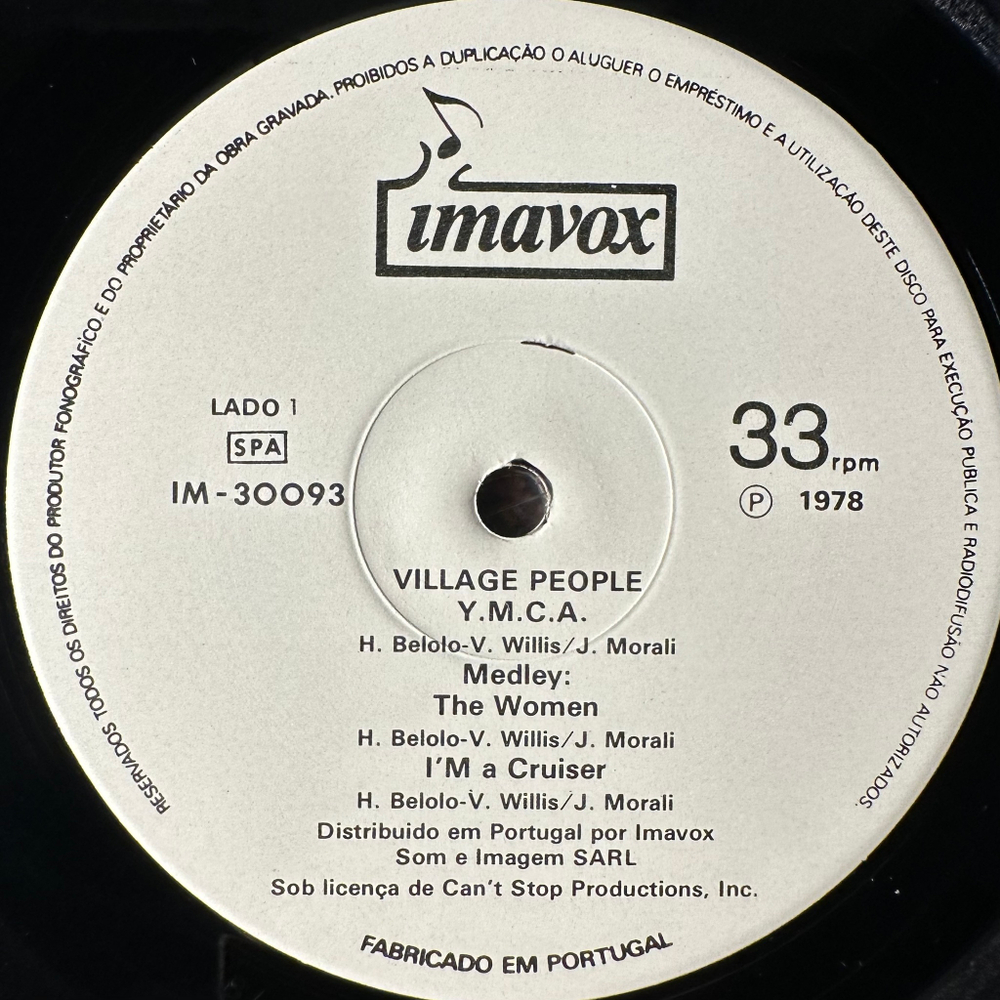 RESERVADOS TODOS OS DIREITOS DO PRODUTOR FONOGRÁFICO E DO PROPRIETÁRIO DA OBRA GRAVADA. PROIBIDOS A DUPLICAÇÃO O ALUGUER O EMPRÉSTIMO E A UTILIZAÇÃO DESTE DISCO PARA EXECUÇÃO PUBLICA E RADIODIFUSÃO NÃO AUTORIZADOS.
imavox
LADO 1
SPA
IM-30093
33 rpm
Ⓟ 1978
VILLAGE PEOPLE
Y.M.C.A.
H. Belolo-V. Willis/J. Morali
Medley:
The Women
H. Belolo-V. Willis/J. Morali
I'M a Cruiser
H. Belolo-V. Willis/J. Morali
Distribuido em Portugal por Imavox
Som e Imagem SARL
Sob licença de Can't Stop Productions, Inc.
FABRICADO EM PORTUGAL